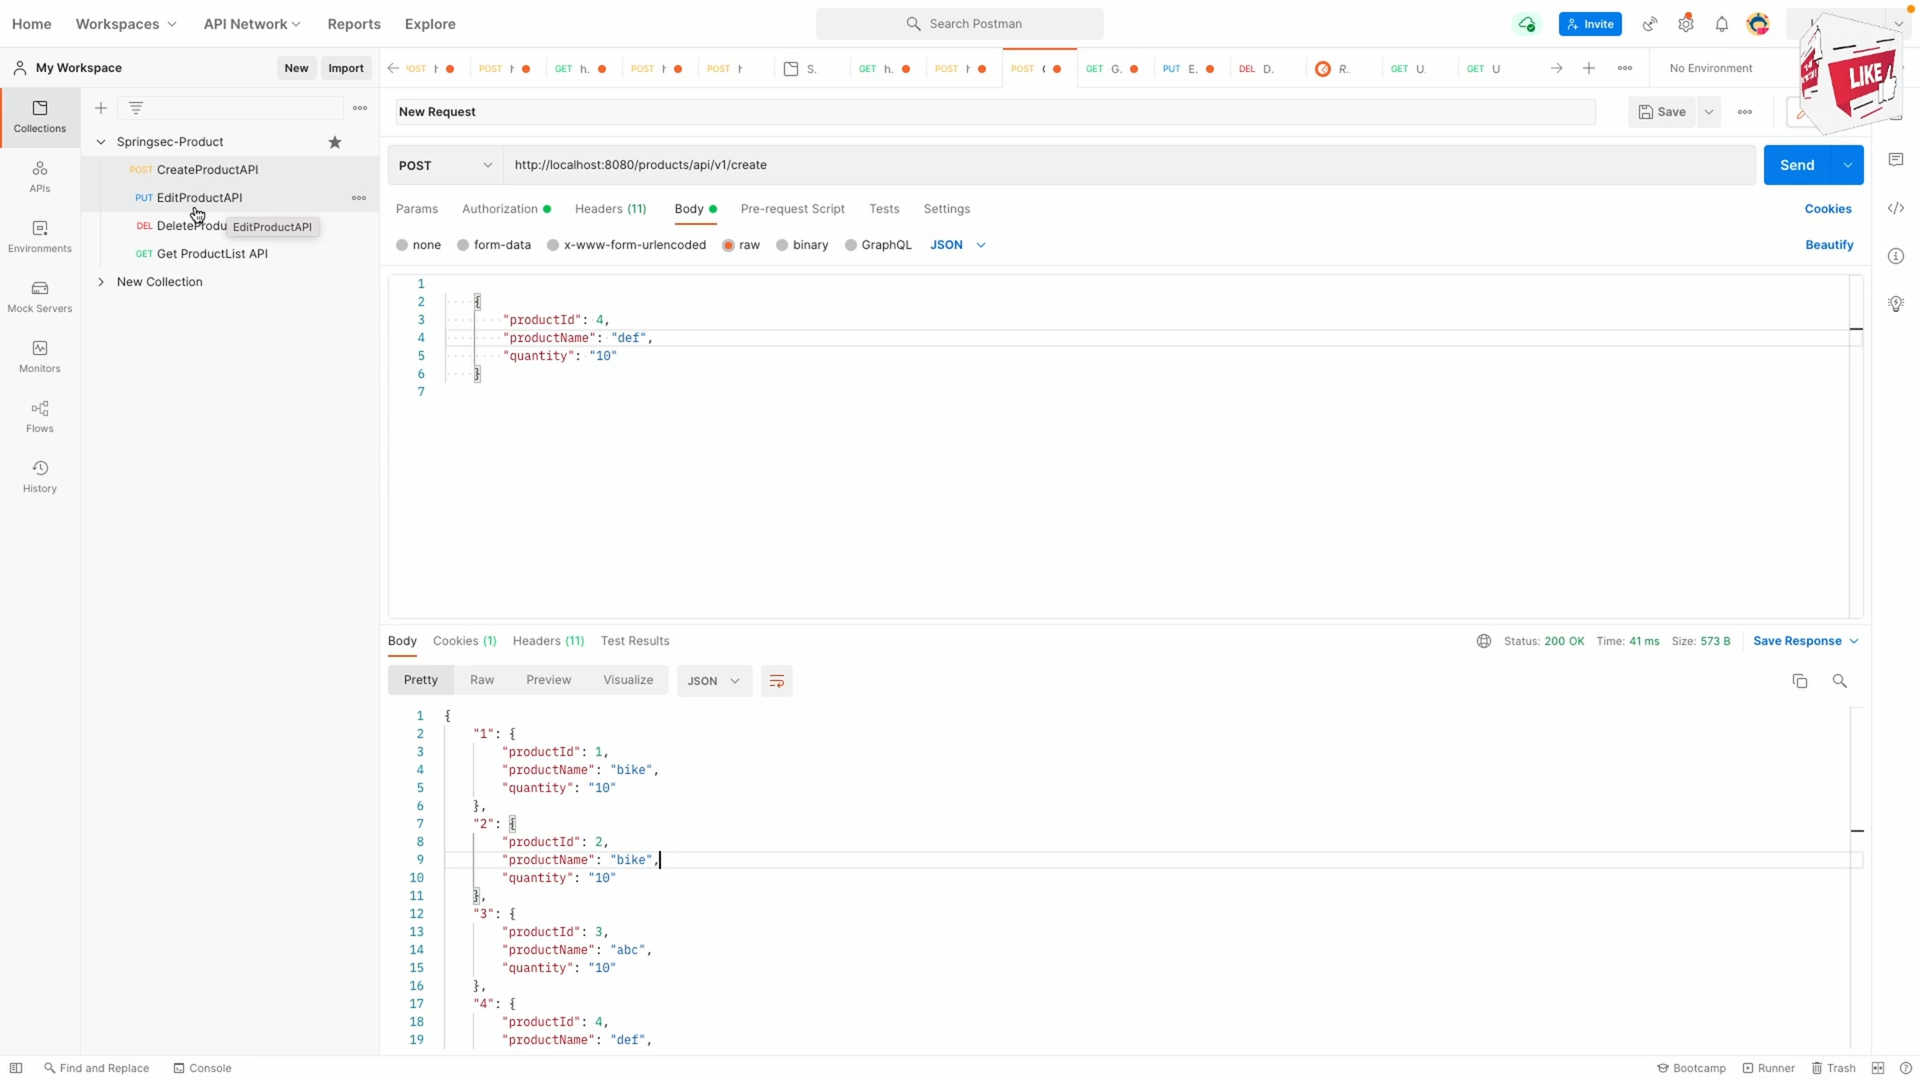 Home Workspaces API Network Reports Explore Search Postman Invite
My Workspace New Import
POST POST GET h. POST POST S. GET h. POST POST GET G. PUT E. DEL D. R. GET U. GET U No Environment
LIKE
Collections
APIs
Environments
Mock Servers
Monitors
Flows
History
Springsec-Product
POST CreateProductAPI
PUT EditProductAPI
DEL DeleteProdu
EditProductAPI
GET Get ProductList API
New Collection
New Request Save
POST http://localhost:8080/products/api/v1/create Send
Params Authorization Headers (11) Body Pre-request Script Tests Settings Cookies
none form-data x-www-form-urlencoded raw binary GraphQL JSON Beautify
1
2 {
3 "productId": 4,
4 "productName": "def",
5 "quantity": "10"
6 }
7
Body Cookies (1) Headers (11) Test Results Status: 200 OK Time: 41 ms Size: 573 B Save Response
Pretty Raw Preview Visualize JSON
1 {
2 "1": {
3 "productId": 1,
4 "productName": "bike",
5 "quantity": "10"
6 },
7 "2": {
8 "productId": 2,
9 "productName": "bike",
10 "quantity": "10"
11 },
12 "3": {
13 "productId": 3,
14 "productName": "abc",
15 "quantity": "10"
16 },
17 "4": {
18 "productId": 4,
19 "productName": "def",
Find and Replace Console Bootcamp Runner Trash